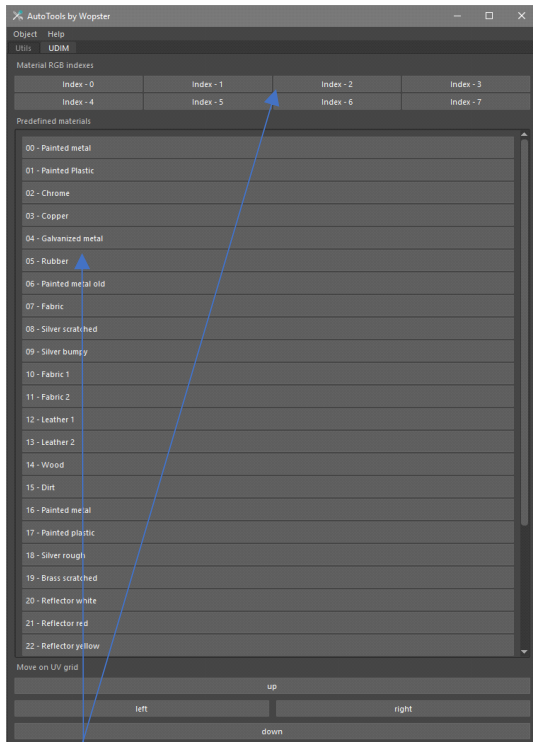 AutoTools by Wopster
Object Help
Utils UDIM
Material RGB indexes
Index - 0 Index - 1 Index - 2 Index - 3
Index - 4 Index - 5 Index - 6 Index - 7
Predefined materials
00 - Painted metal
01 - Painted Plastic
02 - Chrome
03 - Copper
04 - Galvanized metal
05 - Rubber
06 - Painted metal old
07 - Fabric
08 - Silver scratched
09 - Silver bumpy
10 - Fabric 1
11 - Fabric 2
12 - Leather 1
13 - Leather 2
14 - Wood
15 - Dirt
16 - Painted metal
17 - Painted plastic
18 - Silver rough
19 - Brass scratched
20 - Reflector white
21 - Reflector red
22 - Reflector yellow
Move on UV grid
up
left right
down